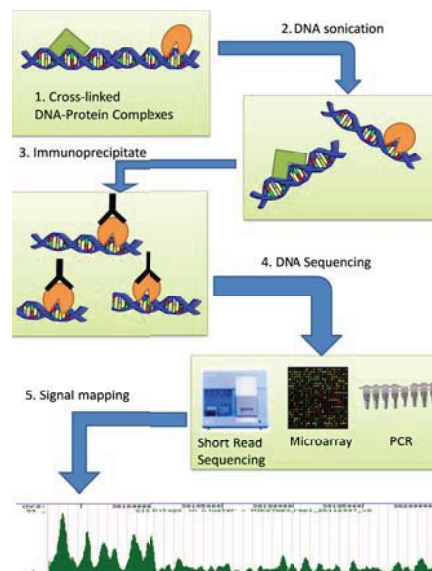 2. DNA sonication
1. Cross-linked
DNA-Protein Complexes
3. Immunoprecipitate
4. DNA Sequencing
5. Signal mapping
Short Read
Sequencing
Microarray
PCR